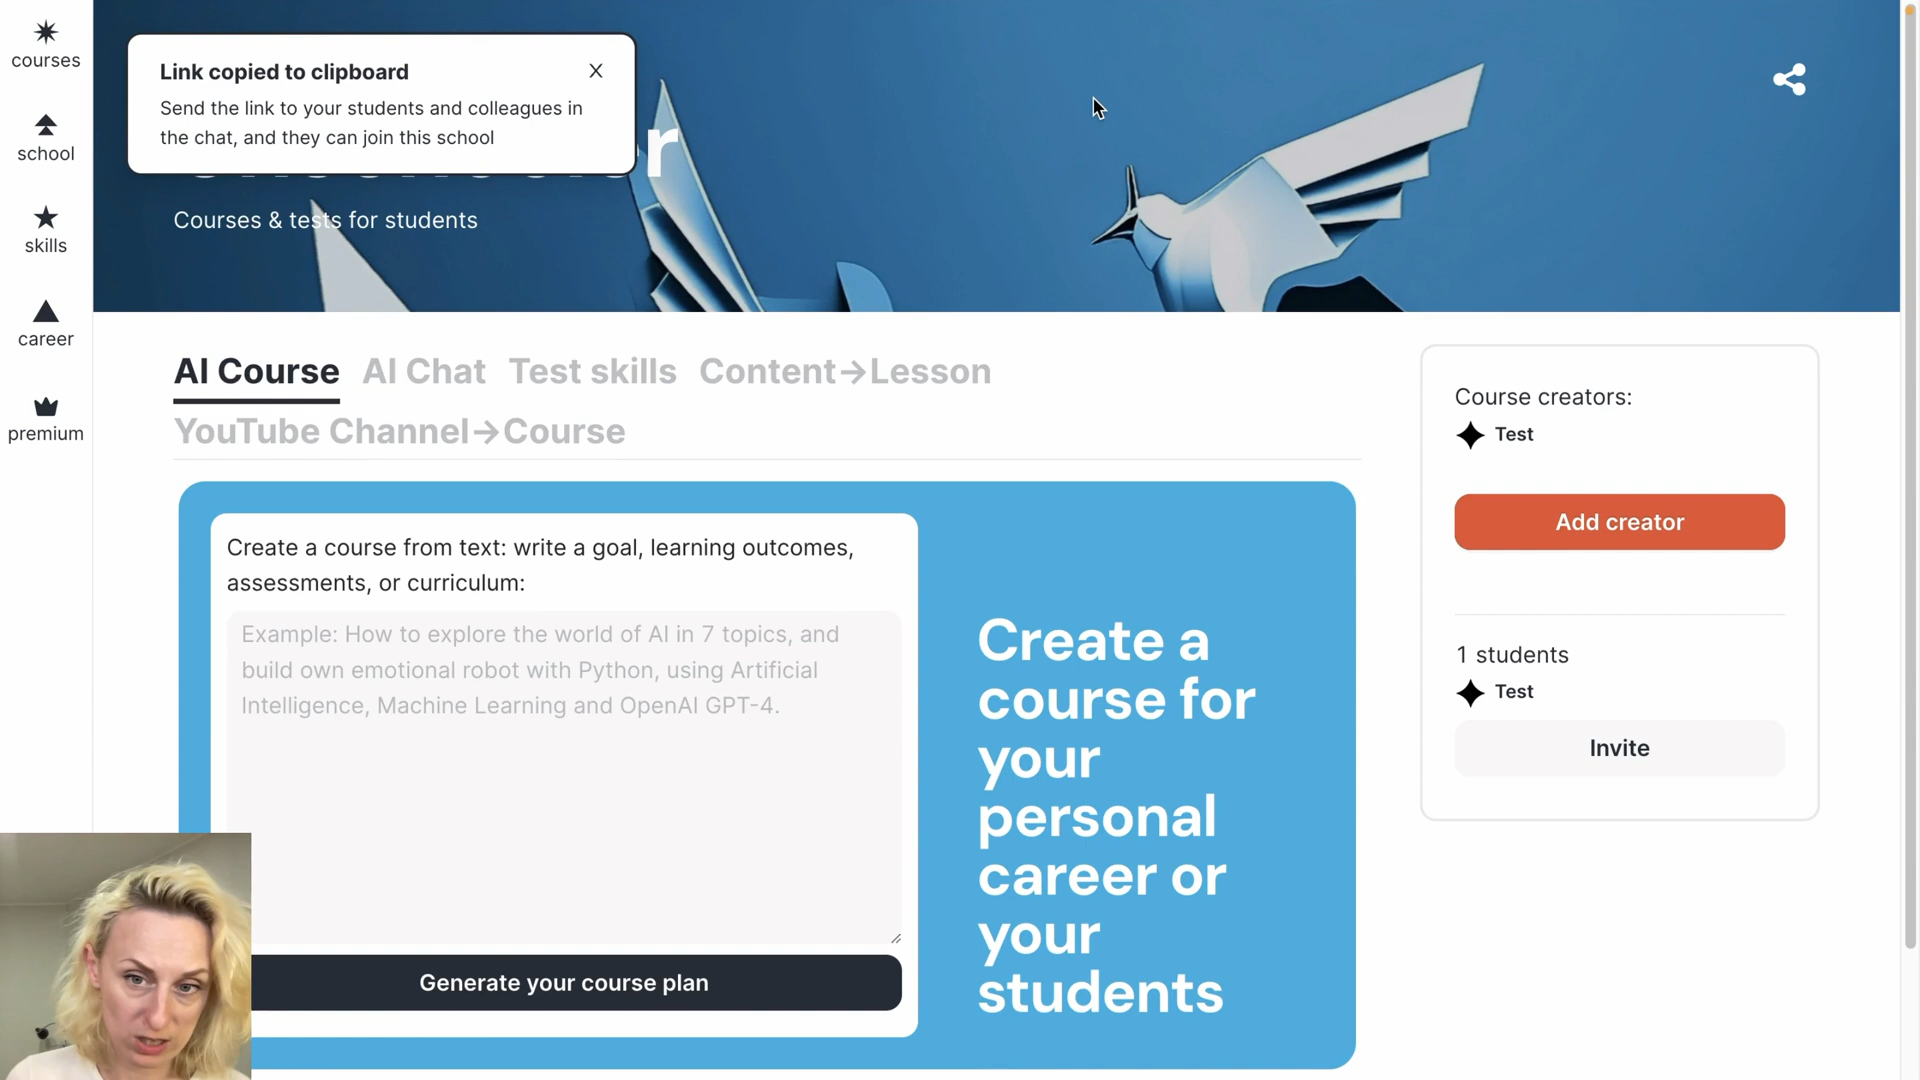 courses
school
skills
career
premium
Link copied to clipboard
X
Send the link to your students and colleagues in
the chat, and they can join this school
Courses & tests for students
AI Course AI Chat Test skills Content→Lesson
YouTube Channel→Course
Create a course from text: write a goal, learning outcomes,
assessments, or curriculum:
Example: How to explore the world of AI in 7 topics, and
build own emotional robot with Python, using Artificial
Intelligence, Machine Learning and OpenAI GPT-4.
Generate your course plan
Create a
course for
your
personal
career or
your
students
Course creators:
Test
Add creator
1 students
Test
Invite